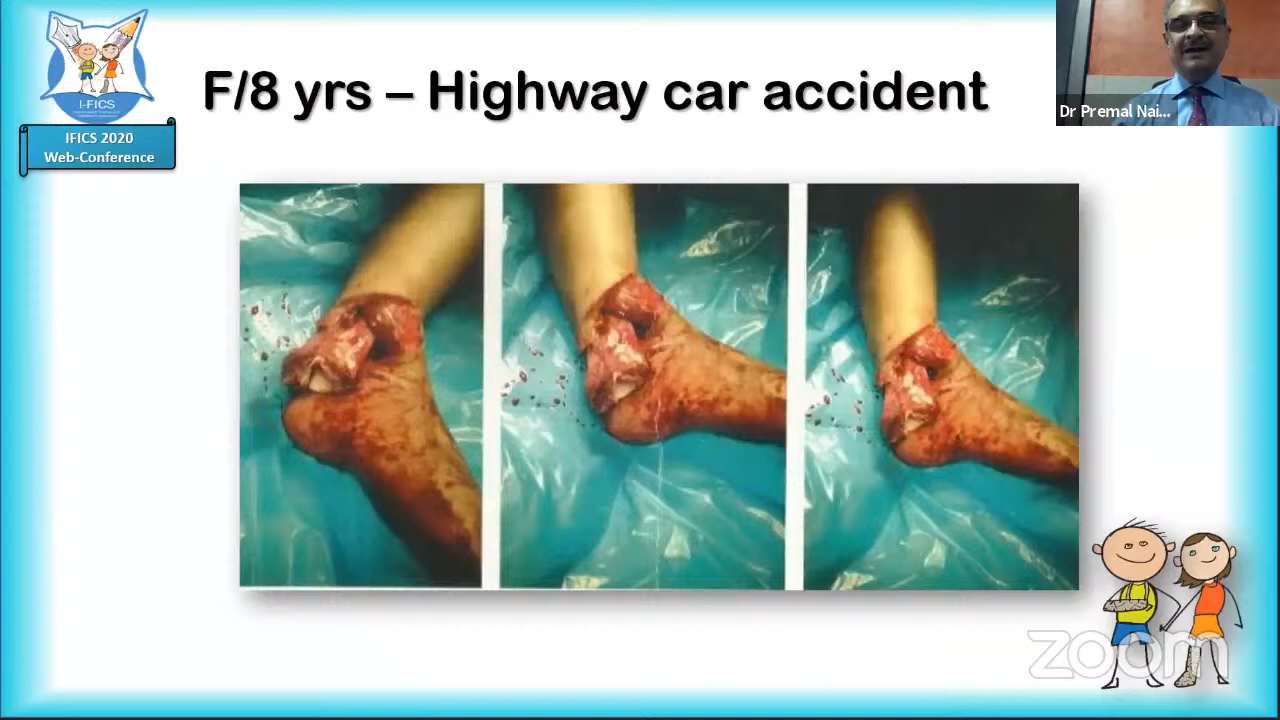 I-FICS
IFICS 2020
Web-Conference
F/8 yrs – Highway car accident
Dr Premal Nai...
zoom